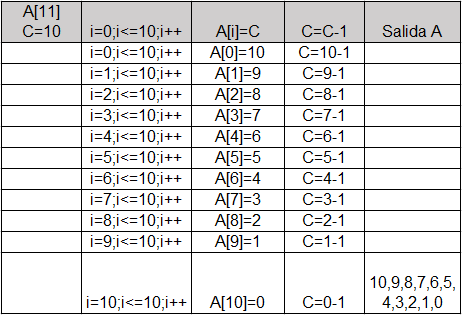 A[11]
C=10 i=0;i<=10;i++ A[i]=C C=C-1 Salida A
i=0;i<=10;i++ A[0]=10 C=10-1
i=1;i<=10;i++ A[1]=9 C=9-1
i=2;i<=10;i++ A[2]=8 C=8-1
i=3;i<=10;i++ A[3]=7 C=7-1
i=4;i<=10;i++ A[4]=6 C=6-1
i=5;i<=10;i++ A[5]=5 C=5-1
i=6;i<=10;i++ A[6]=4 C=4-1
i=7;i<=10;i++ A[7]=3 C=3-1
i=8;i<=10;i++ A[8]=2 C=2-1
i=9;i<=10;i++ A[9]=1 C=1-1
10,9,8,7,6,5,
i=10;i<=10;i++ A[10]=0 C=0-1 4,3,2,1,0